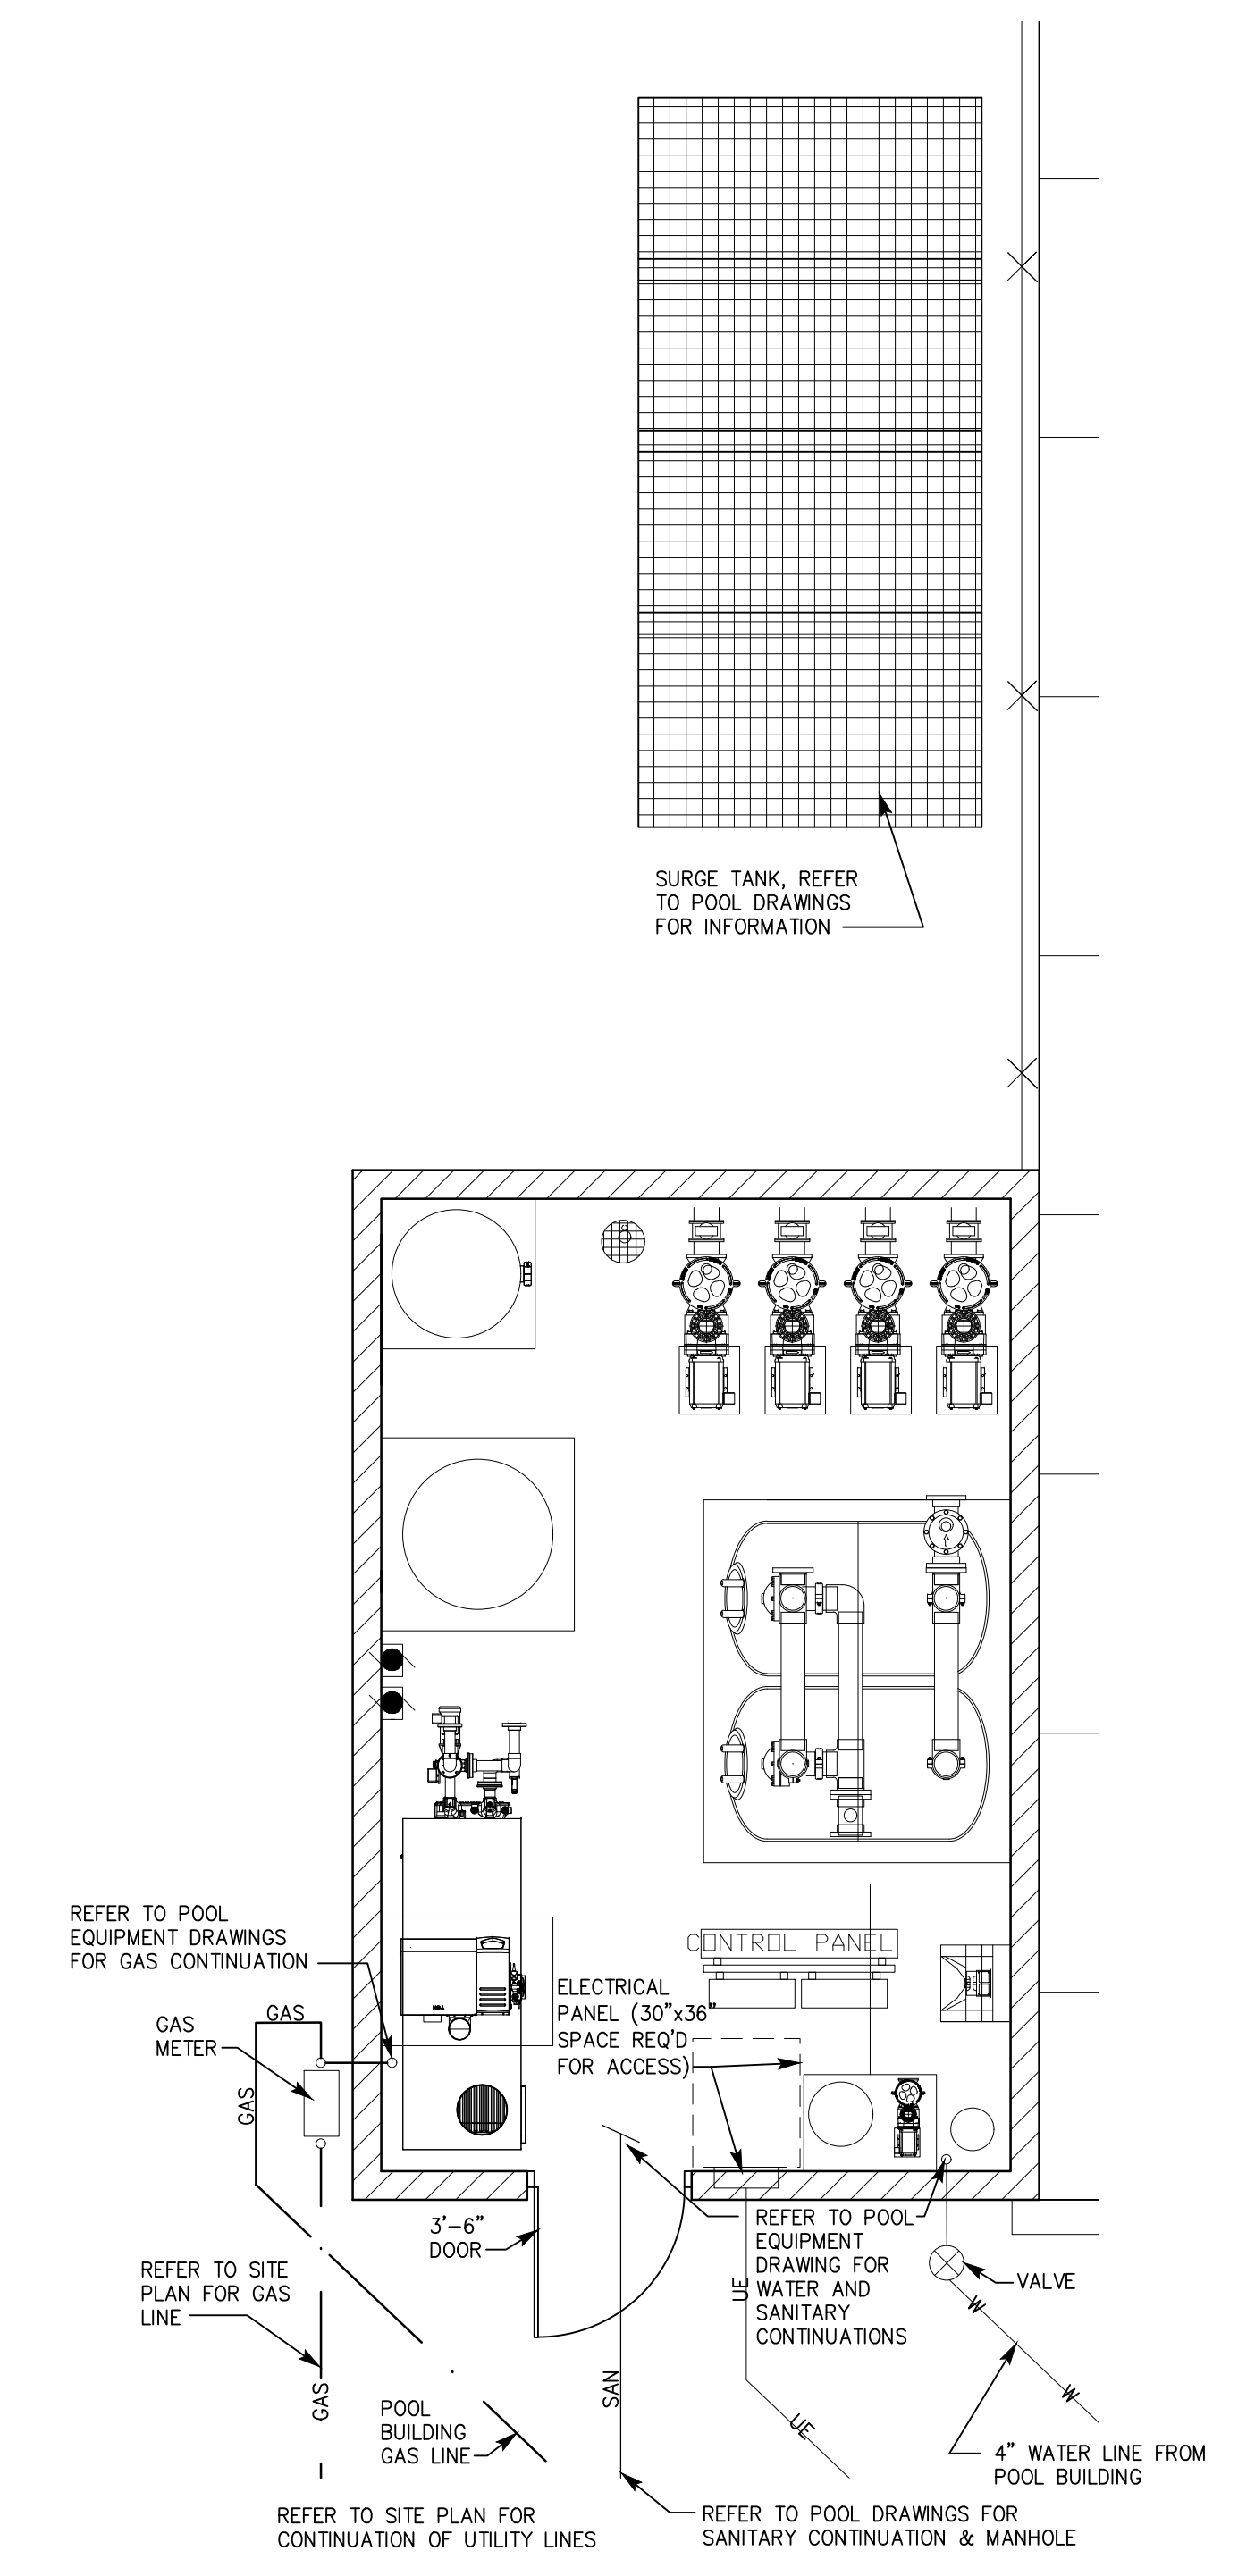 SURGE TANK, REFER
TO POOL DRAWINGS
FOR INFORMATION
REFER TO POOL
EQUIPMENT DRAWINGS
FOR GAS CONTINUATION
CONTROL PANEL
ELECTRICAL
PANEL (30"x36"
SPACE REQ'D
FOR ACCESS)
GAS
GAS
METER
GAS
3'-6"
DOOR
REFER TO POOL
EQUIPMENT
DRAWING FOR
WATER AND
SANITARY
CONTINUATIONS
UE
VALVE
W
W
REFER TO SITE
PLAN FOR GAS
LINE
GAS
SAN
UE
POOL
BUILDING
GAS LINE
4" WATER LINE FROM
POOL BUILDING
REFER TO SITE PLAN FOR
CONTINUATION OF UTILITY LINES
REFER TO POOL DRAWINGS FOR
SANITARY CONTINUATION & MANHOLE